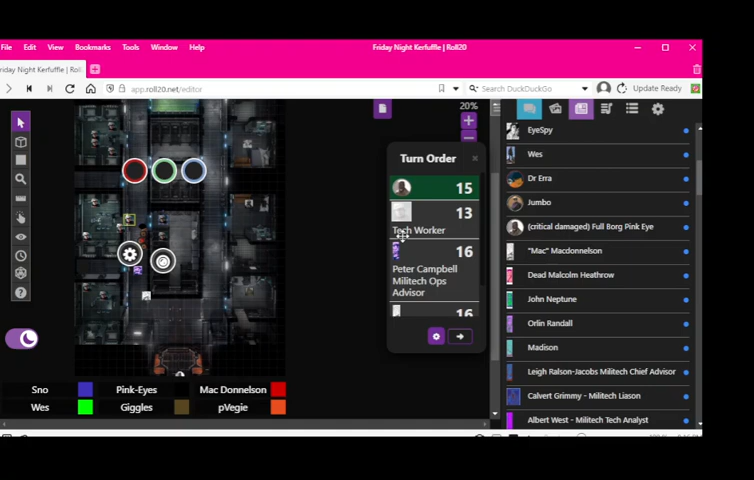 File Edit View Bookmarks Tools Window Help
Friday Night Kerfuffle | Roll20
riday Night Kerfuffle | Roll
app.roll20.net/editor
Search DuckDuckGo
Update Ready
20%
Turn Order
15
13
Tech Worker
16
Peter Campbell
Militech Ops
Advisor
16
EyeSpy
Wes
Dr Erra
Jumbo
(critical damaged) Full Borg Pink Eye
"Mac" Macdonnelson
Dead Malcolm Heathrow
John Neptune
Orlin Randall
Madison
Leigh Ralson-Jacobs Militech Chief Advisor
Calvert Grimmy - Militech Liason
Albert West - Militech Tech Analyst
Sno Pink-Eyes Mac Donnelson
Wes Giggles pVegie